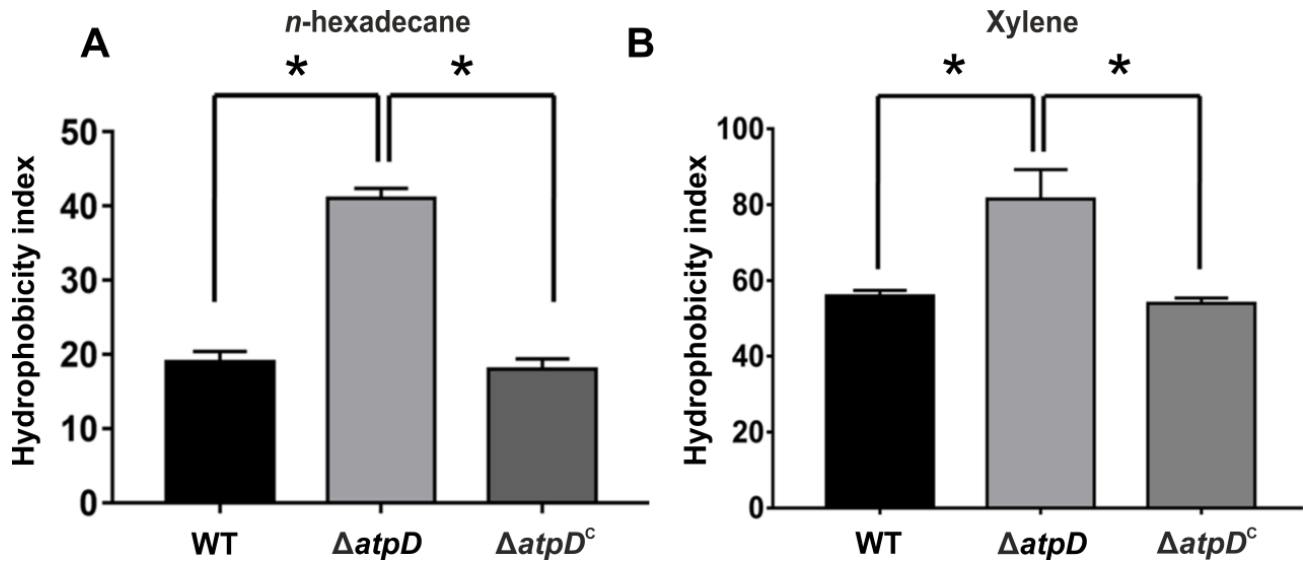 A
n-hexadecane
* *
Hydrophobicity index
50
40
30
20
10
0
WT ΔatpD ΔatpDᶜ
B
Xylene
* *
Hydrophobicity index
100
80
60
40
20
0
WT ΔatpD ΔatpDᶜ